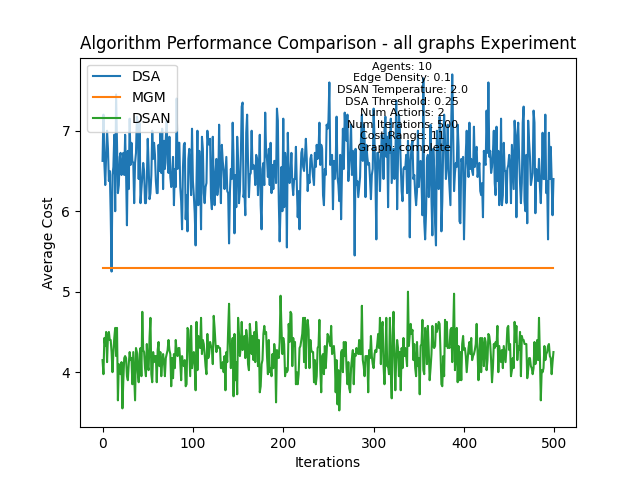 Algorithm Performance Comparison - all graphs Experiment
DSA
MGM
DSAN
Agents: 10
Edge Density: 0.1
DSAN Temperature: 2.0
DSA Threshold: 0.25
Num Actions: 2
Num Iterations: 500
Cost Range: 11
Graph: complete
Average Cost
7
6
5
4
0
100
200
300
400
500
Iterations